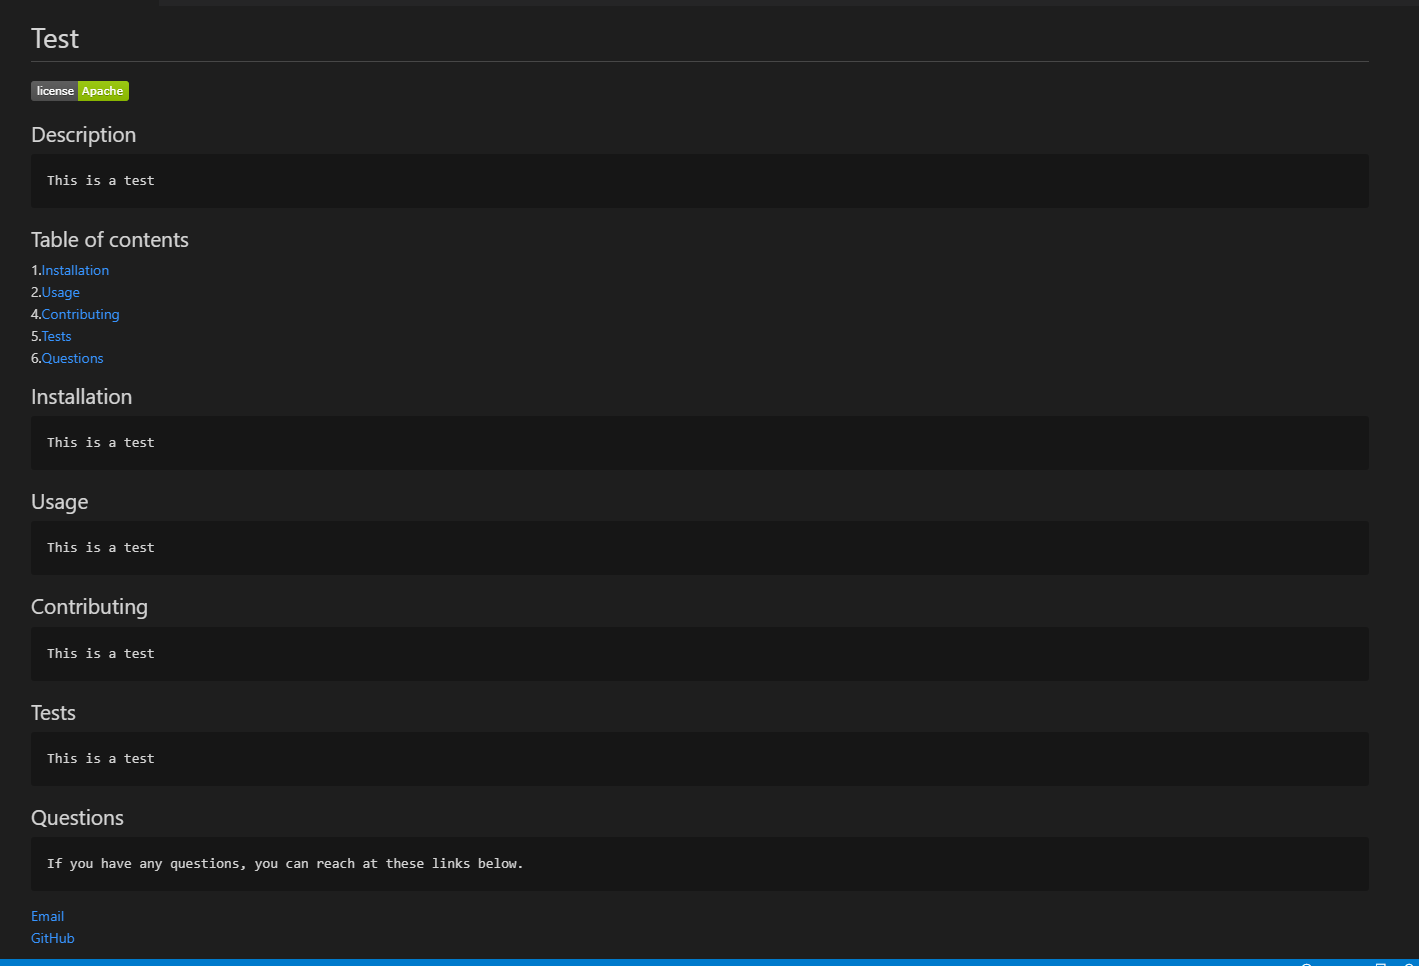 Test
license Apache
Description
This is a test
Table of contents
1.Installation
2.Usage
4.Contributing
5.Tests
6.Questions
Installation
This is a test
Usage
This is a test
Contributing
This is a test
Tests
This is a test
Questions
If you have any questions, you can reach at these links below.
Email
GitHub